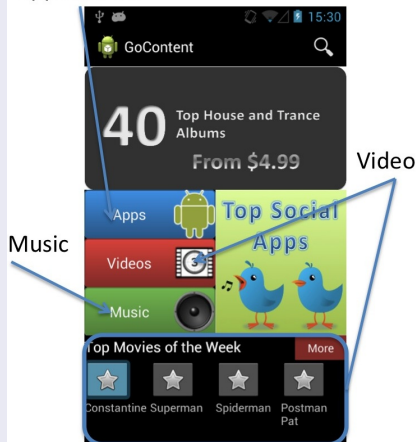 15:30
GoContent
40
Top House and Trance
Albums
From $4.99
Video
Apps
Top Social
Apps
Videos
3
Music
Music
Top Movies of the Week
More
Constantine
Superman
Spiderman
Postman
Pat